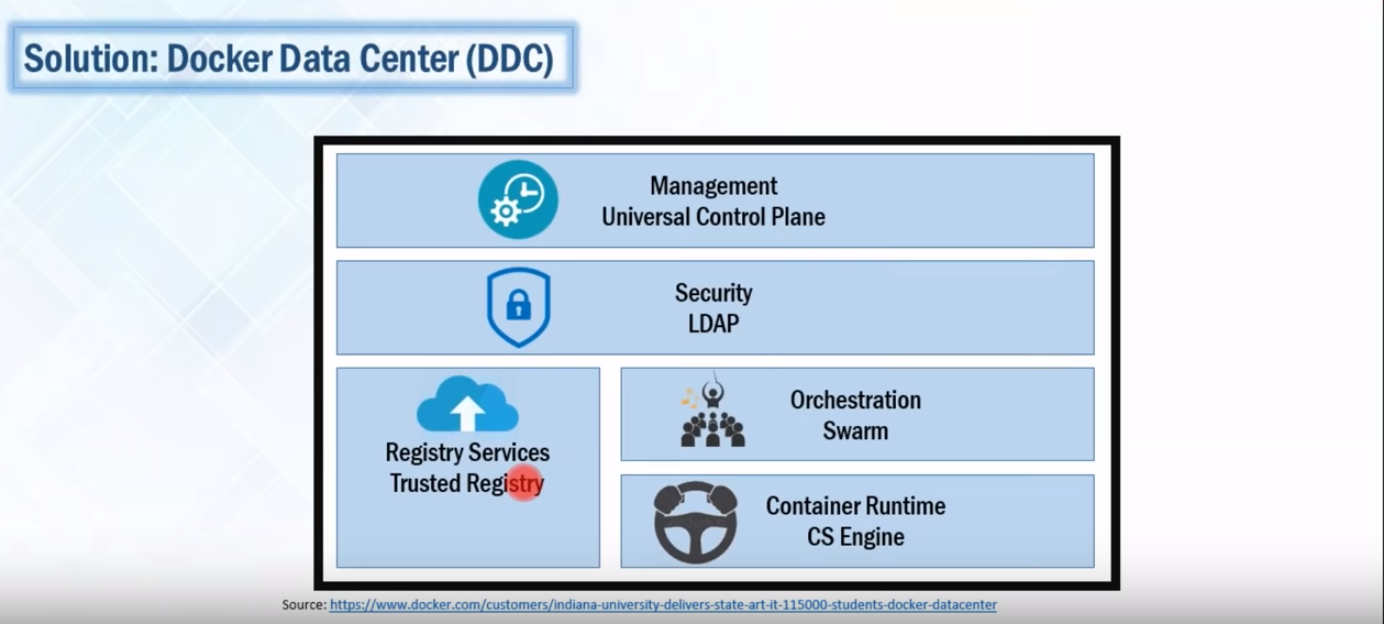 Solution: Docker Data Center (DDC)
Management
Universal Control Plane
Security
LDAP
Registry Services
Trusted Registry
Orchestration
Swarm
Container Runtime
CS Engine
Source: https://www.docker.com/customers/indiana-university-delivers-state-art-it-115000-students-docker-datacenter